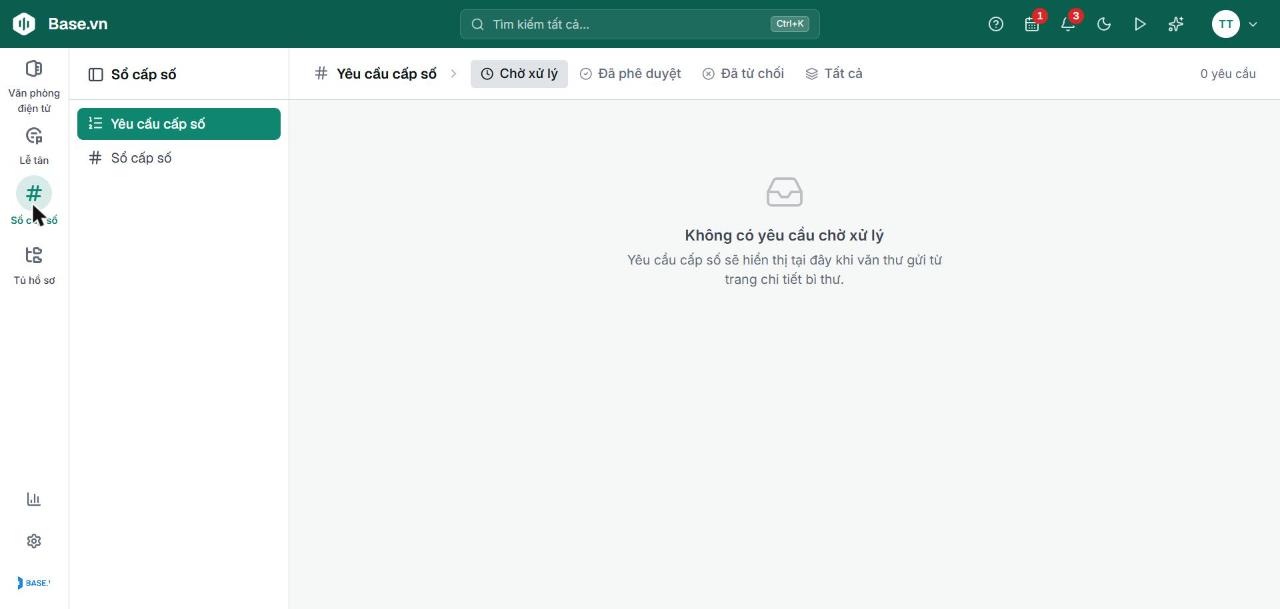 Base.vn
Tìm kiếm tất cả...
Ctrl+K
1
3
TT
Văn phòng
điện tử
Lễ tân
Số
số
Tủ hồ sơ
BASE.
Sổ cấp số
Yêu cầu cấp số
Sổ cấp số
Yêu cầu cấp số
Chờ xử lý
Đã phê duyệt
Đã từ chối
Tất cả
0 yêu cầu
Không có yêu cầu chờ xử lý
Yêu cầu cấp số sẽ hiển thị tại đây khi văn thư gửi từ
trang chi tiết bì thư.